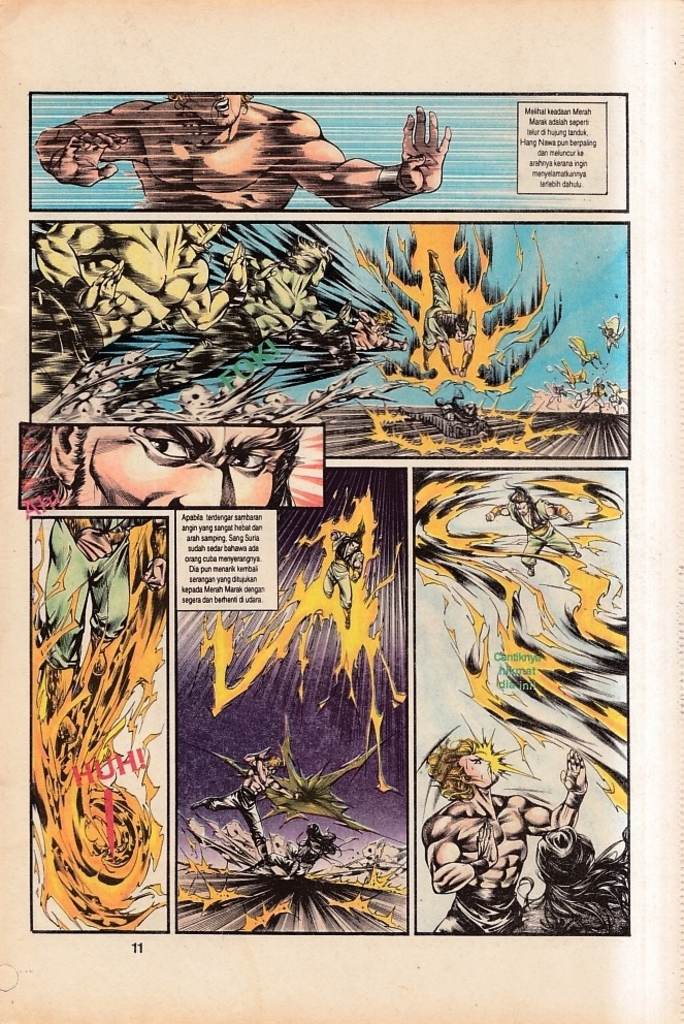 Melihat keadaan Merah
Marak adalah seperti
telur di hujung tanduk,
Hang Nawa pun berpaling
dan meluncur ke
arahnya kerana ingin
menyelamatkannya
terlebih dahulu.
Apabila terdengar sambaran
angin yang sangat hebat dari
arah samping, Sang Suria
sudah sedar bahawa ada
orang cuba menyerangnya.
Dia pun menarik kembali
serangan yang ditujukan
kepada Merah Marak dengan
segera dan berhenti di udara.
HUH!
Cantiknya
hikmat
dia ini!
11